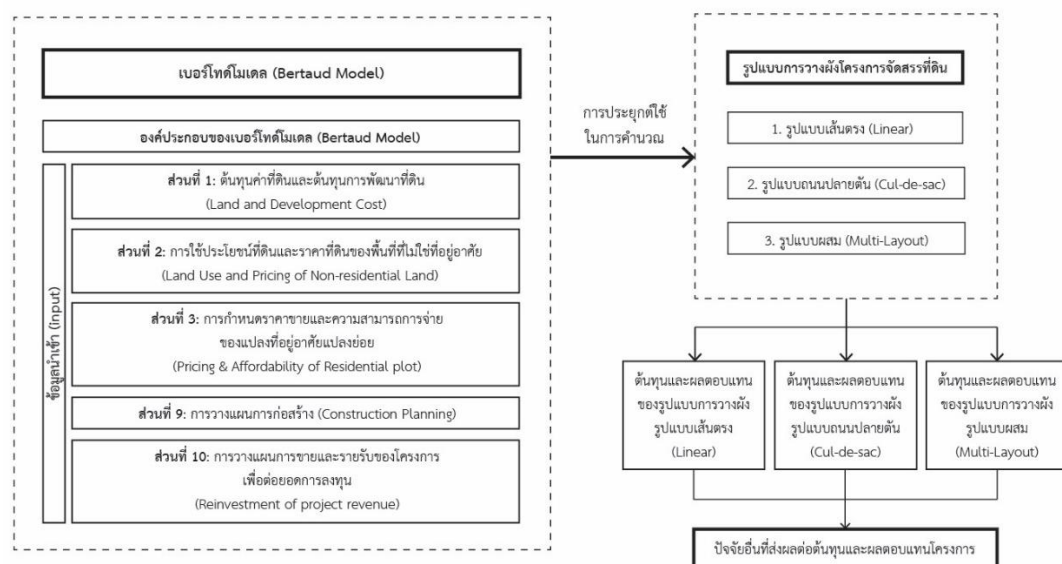 เบอร์โทด์โมเดล (Bertaud Model)
องค์ประกอบของเบอร์โทด์โมเดล (Bertaud Model)
ข้อมูลนำเข้า (Input)
ส่วนที่ 1: ต้นทุนค่าที่ดินและต้นทุนการพัฒนาที่ดิน
(Land and Development Cost)
ส่วนที่ 2: การใช้ประโยชน์ที่ดินและราคาที่ดินของพื้นที่ที่ไม่ใช่ที่อยู่อาศัย
(Land Use and Pricing of Non-residential Land)
ส่วนที่ 3: การกำหนดราคาขายและความสามารถการจ่าย
ของแปลงที่อยู่อาศัยแปลงย่อย
(Pricing & Affordability of Residential plot)
ส่วนที่ 9: การวางแผนการก่อสร้าง (Construction Planning)
ส่วนที่ 10: การวางแผนการขายและรายรับของโครงการ
เพื่อต่อยอดการลงทุน
(Reinvestment of project revenue)
การประยุกต์ใช้
ในการคำนวณ
รูปแบบการวางผังโครงการจัดสรรที่ดิน
1. รูปแบบเส้นตรง (Linear)
2. รูปแบบถนนปลายตัน (Cul-de-sac)
3. รูปแบบผสม (Multi-Layout)
ต้นทุนและผลตอบแทน
ของรูปแบบการวางผัง
รูปแบบเส้นตรง
(Linear)
ต้นทุนและผลตอบแทน
ของรูปแบบการวางผัง
รูปแบบถนนปลายตัน
(Cul-de-sac)
ต้นทุนและผลตอบแทน
ของรูปแบบการวางผัง
รูปแบบผสม
(Multi-Layout)
ปัจจัยอื่นที่ส่งผลต่อต้นทุนและผลตอบแทนโครงการ